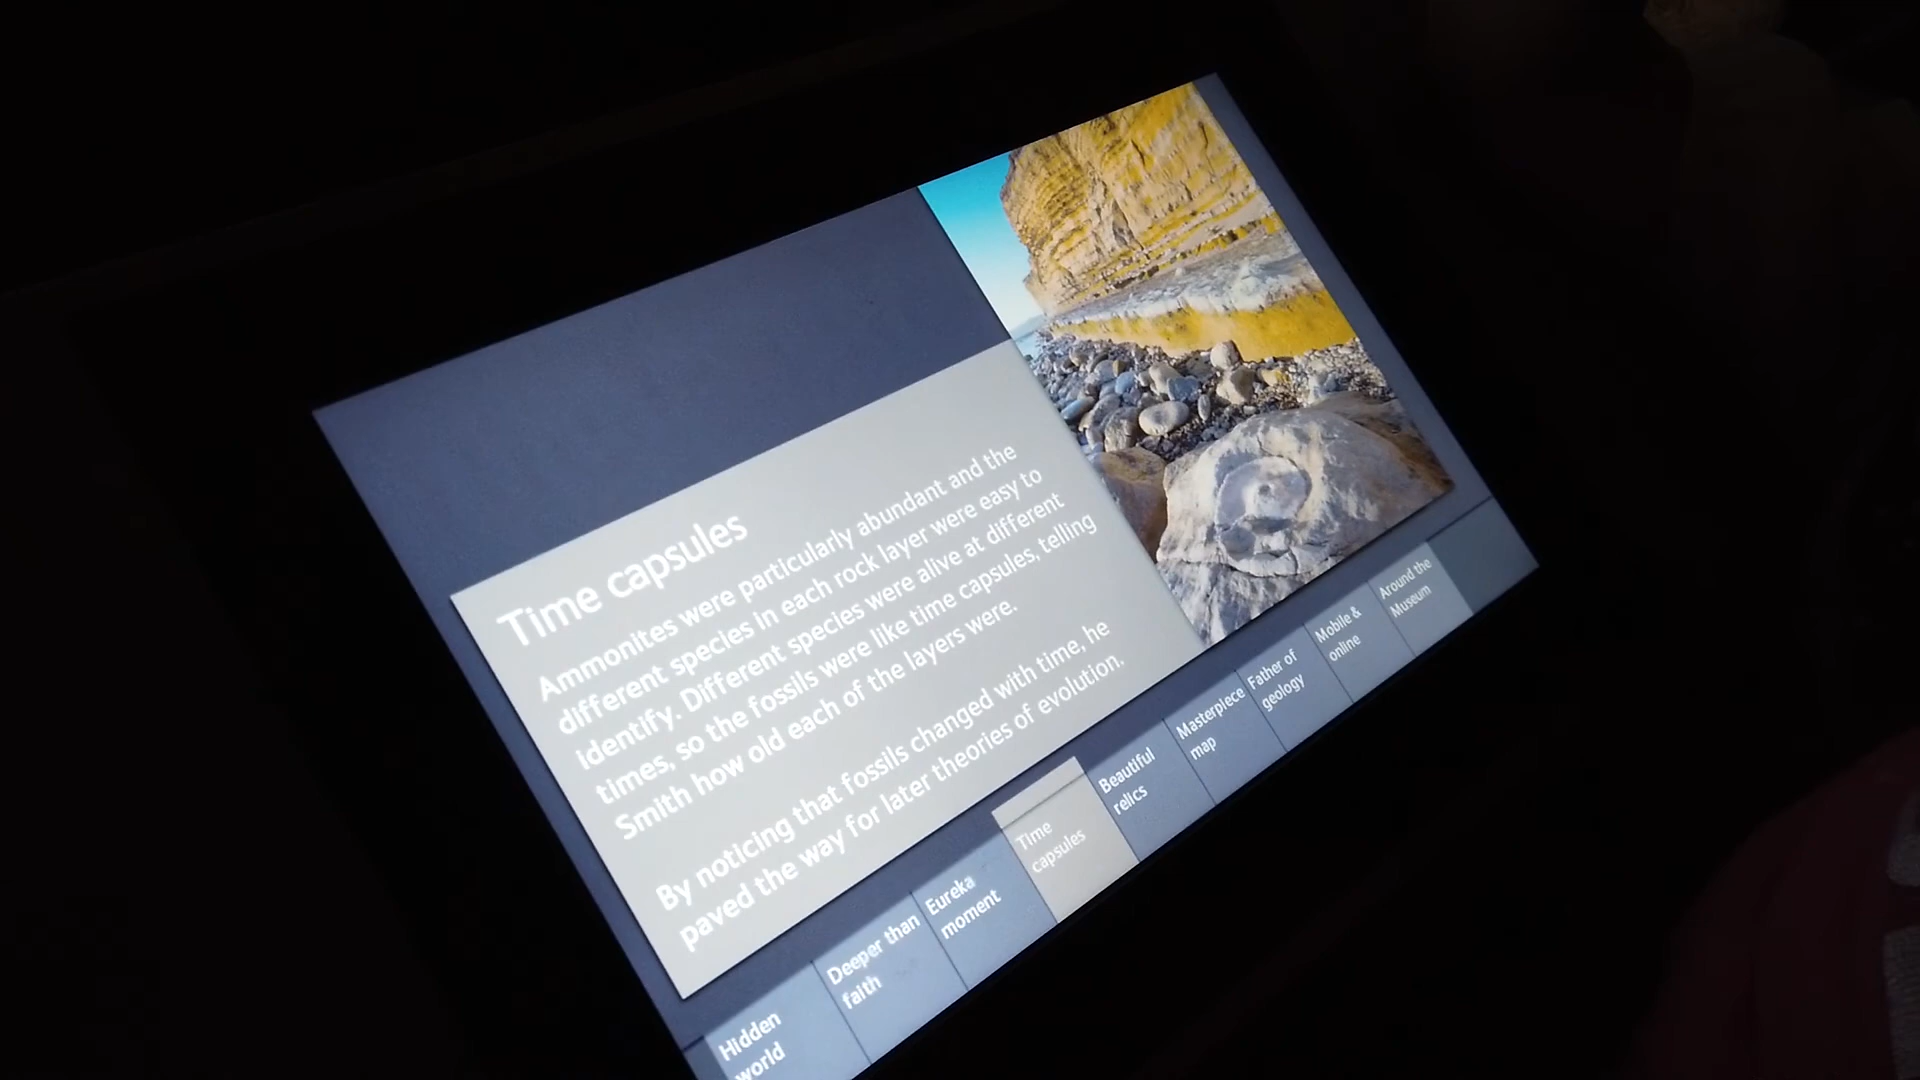 Time capsules
Ammonites were particularly abundant and the
different species in each rock layer were easy to
identify. Different species were alive at different
times, so the fossils were like time capsules, telling
Smith how old each of the layers were.
By noticing that fossils changed with time, he
paved the way for later theories of evolution.
Hidden
world
Deeper than
faith
Eureka
moment
Time
capsules
Beautiful
relics
Masterpiece
map
Father of
geology
Mobile &
online
Around the
Museum